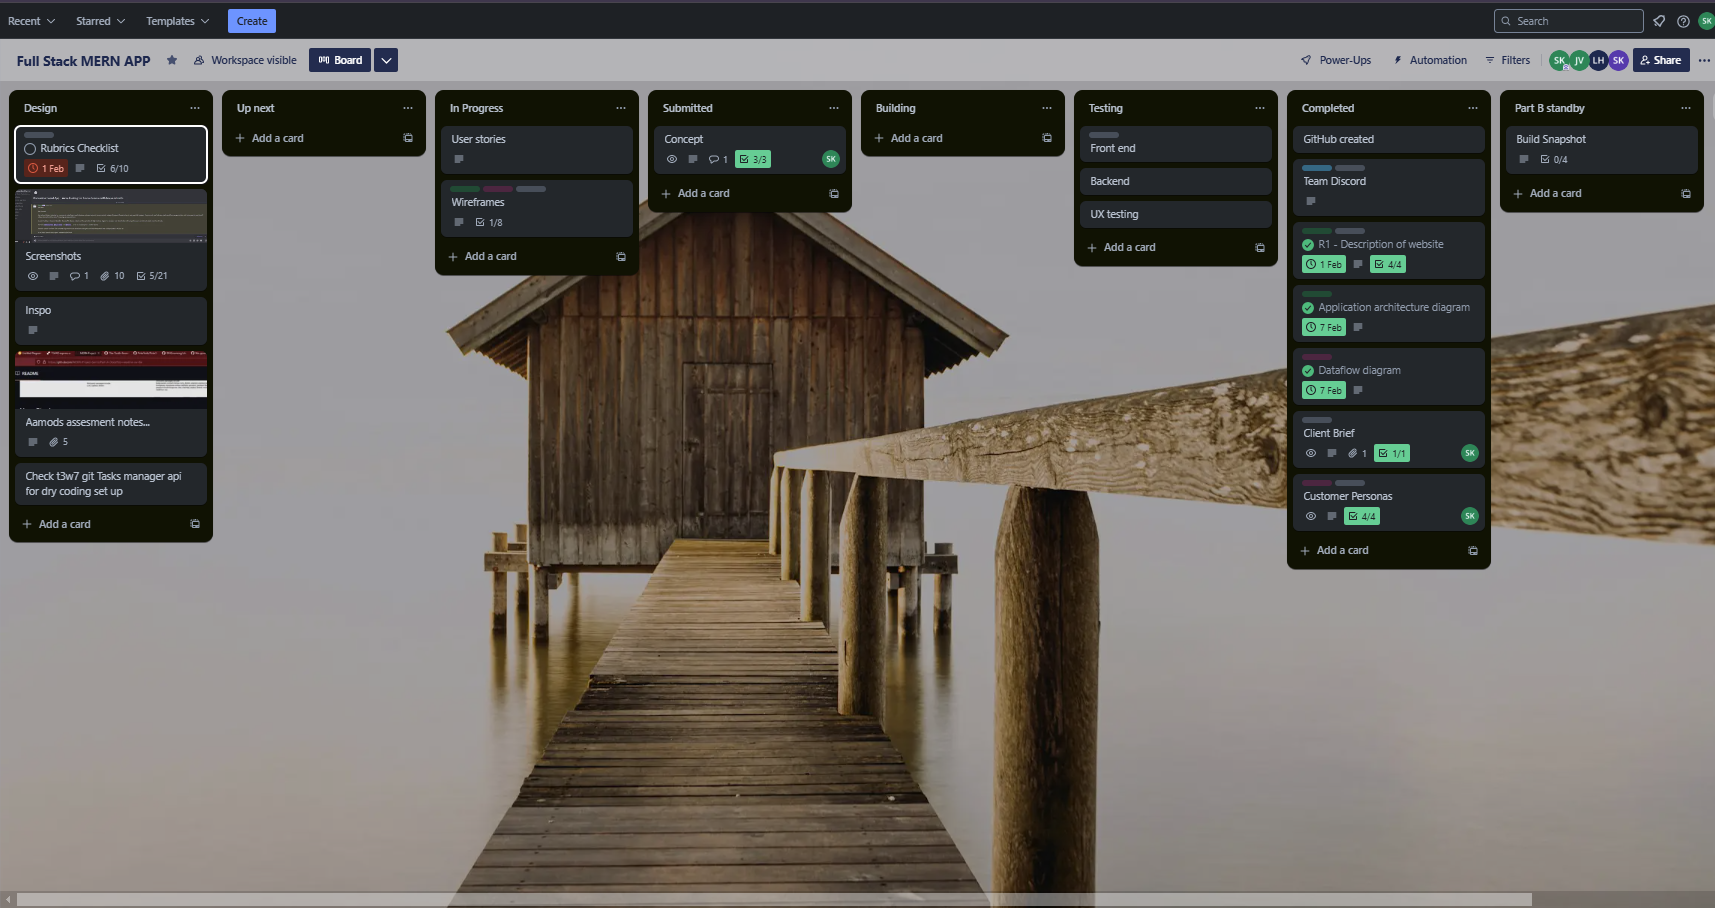 Recent
Starred
Templates
Create
Search
SK
Full Stack MERN APP
Workspace visible
Board
Power-Ups
Automation
Filters
SK
JV
LH
SK
Share
Design
Rubrics Checklist
1 Feb
6/10
Screenshots
1
10
5/21
Inspo
README
Aamods assesment notes...
5
Check t3w7 git Tasks manager api
for dry coding set up
+ Add a card
Up next
+ Add a card
In Progress
User stories
Wireframes
1/8
+ Add a card
Submitted
Concept
1
3/3
SK
+ Add a card
Building
+ Add a card
Testing
Front end
Backend
UX testing
+ Add a card
Completed
GitHub created
Team Discord
R1 - Description of website
1 Feb
4/4
Application architecture diagram
7 Feb
Dataflow diagram
7 Feb
Client Brief
1
1/1
SK
Customer Personas
4/4
SK
+ Add a card
Part B standby
Build Snapshot
0/4
+ Add a card